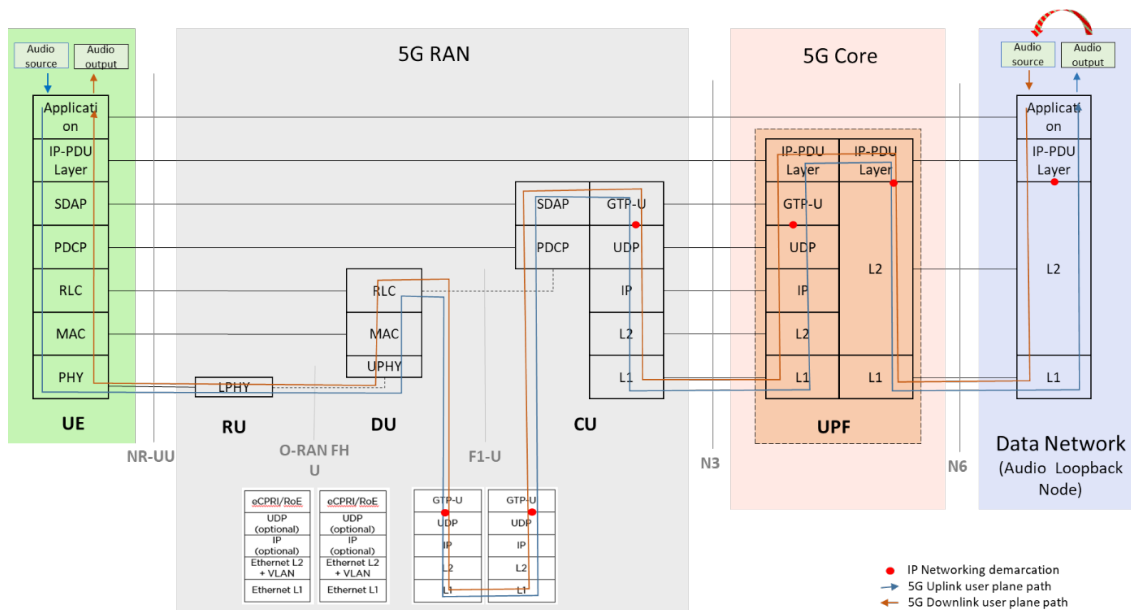 5G RAN
5G Core
Audio
source
Audio
output
Audio
source
Audio
output
Applicati
on
IP-PDU
Layer
SDAP
PDCP
RLC
MAC
PHY
UE
NR-UU
LPHY
RU
O-RAN FH
U
RLC
MAC
UPHY
DU
F1-U
SDAP
PDCP
GTP-U
UDP
IP
L2
L1
CU
N3
IP-PDU
Layer
GTP-U
UDP
IP
L2
L1
IP-PDU
Layer
L2
L1
UPF
N6
Applicati
on
IP-PDU
Layer
L2
L1
Data Network
(Audio Loopback
Node)
eCPRI/RoE
UDP
(optional)
IP
(optional)
Ethernet L2
+ VLAN
Ethernet L1
eCPRI/RoE
UDP
(optional)
IP
(optional)
Ethernet L2
+ VLAN
Ethernet L1
GTP-U
UDP
IP
L2
L1
GTP-U
UDP
IP
L2
L1
IP Networking demarcation
5G Uplink user plane path
5G Downlink user plane path